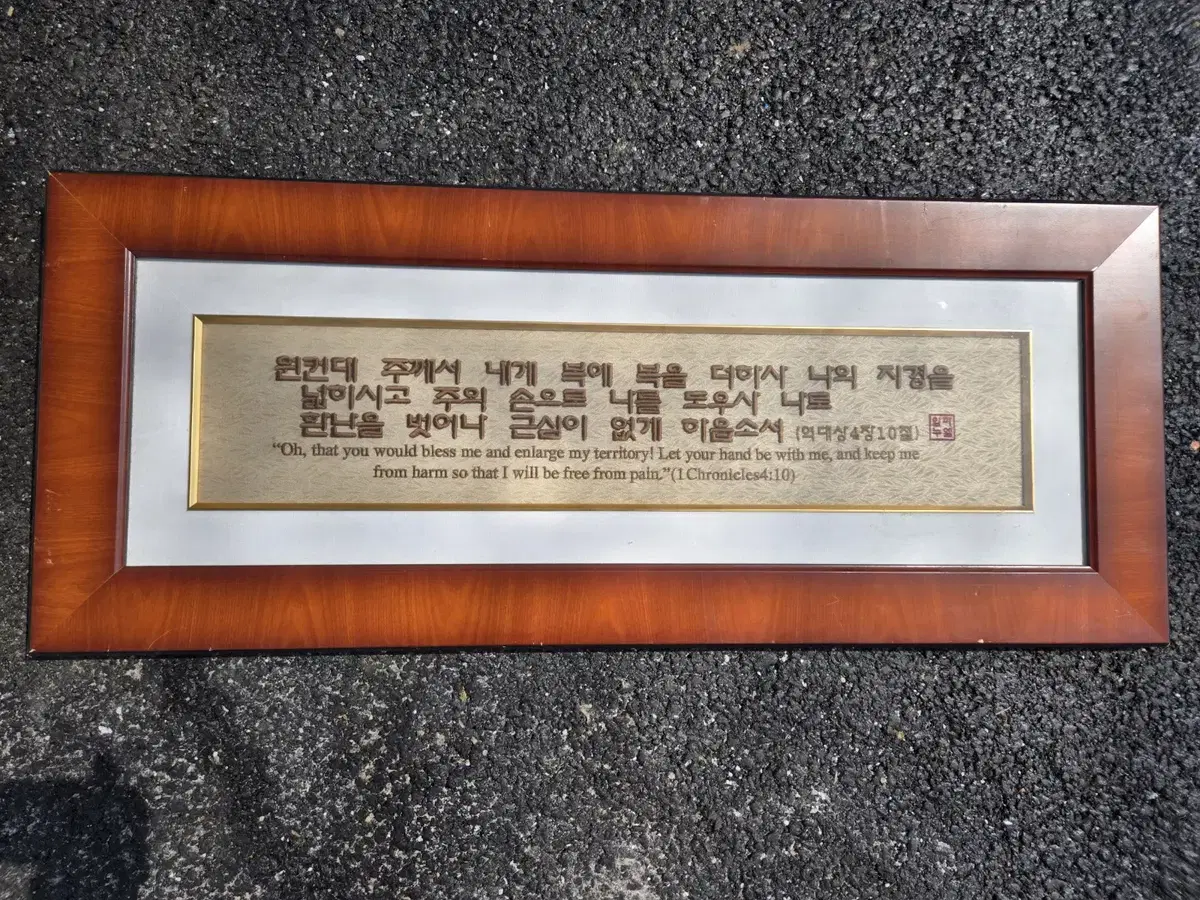 원컨대 주께서 내게 복에 복을 더하사 나의 지경을
넓히시고 주의 손으로 나를 도우사 나로
환난을 벗어나 근심이 없게 하옵소서 (역대상4장10절)
“Oh, that you would bless me and enlarge my territory! Let your hand be with me, and keep me
from harm so that I will be free from pain.”(1Chronicles4:10)